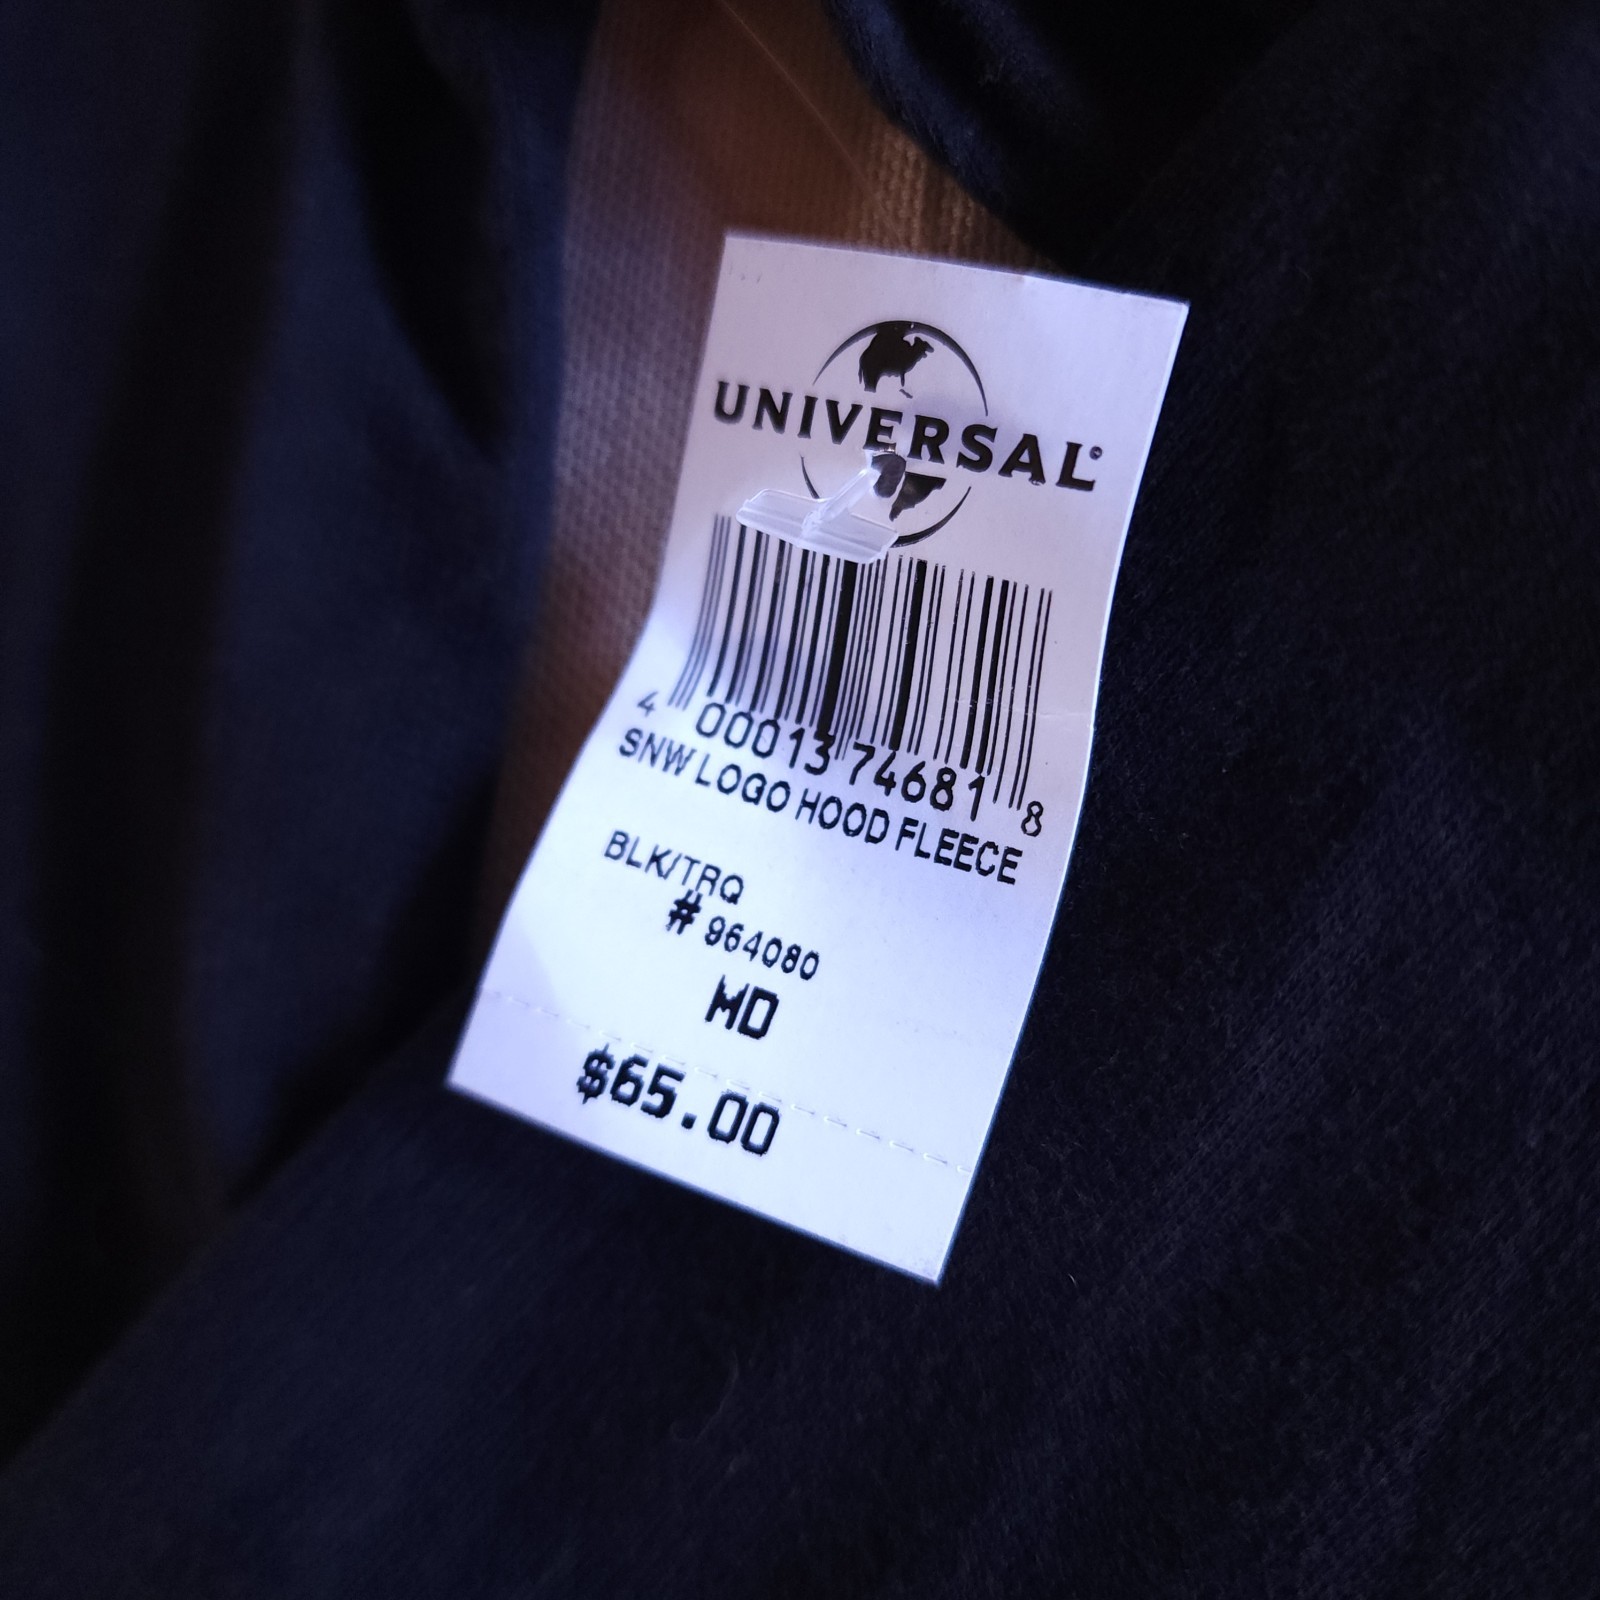 UNIVERSAL®
4 00013 74681 8
SNW LOGO HOOD FLEECE
BLK/TRQ
# 964080
MD
$65.00